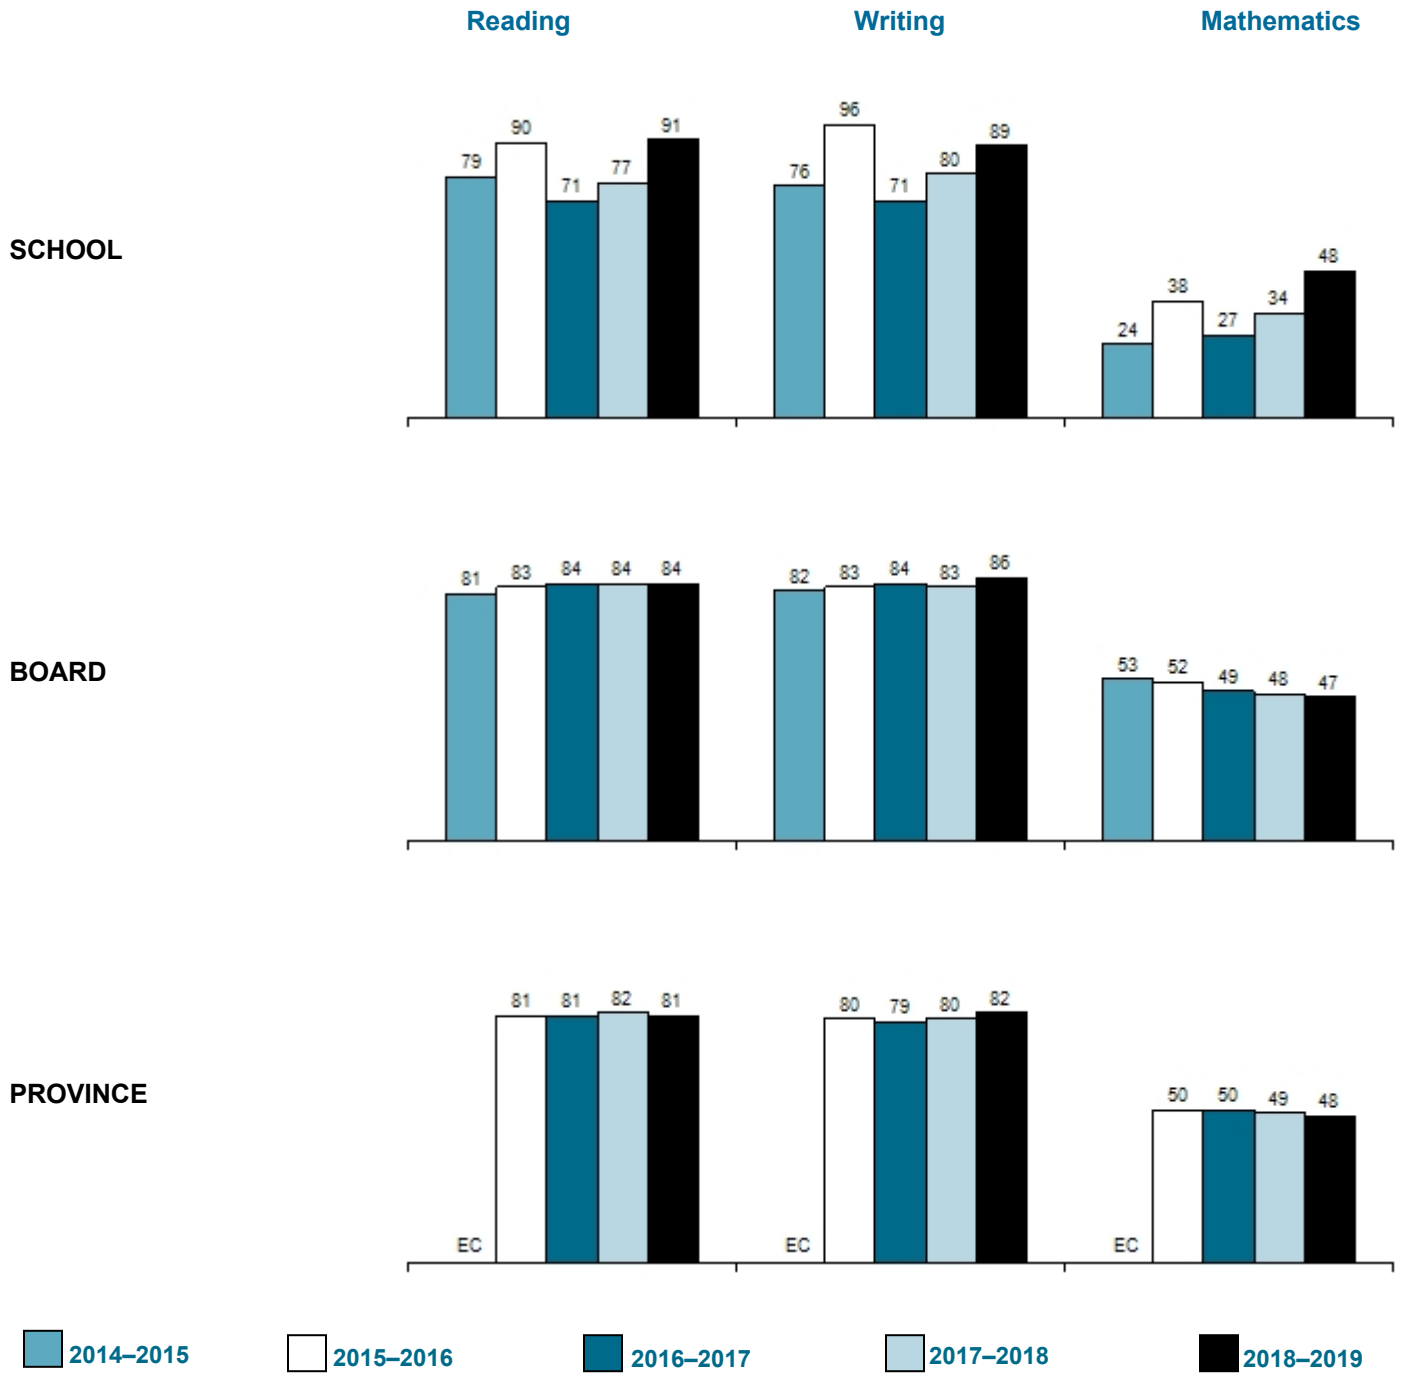 Reading Writing Mathematics
SCHOOL
79 90 71 77 91 76 96 71 80 89 24 38 27 34 48
BOARD
81 83 84 84 84 82 83 84 83 86 53 52 49 48 47
PROVINCE
EC 81 81 82 81 EC 80 79 80 82 EC 50 50 49 48
2014–2015 2015–2016 2016–2017 2017–2018 2018–2019